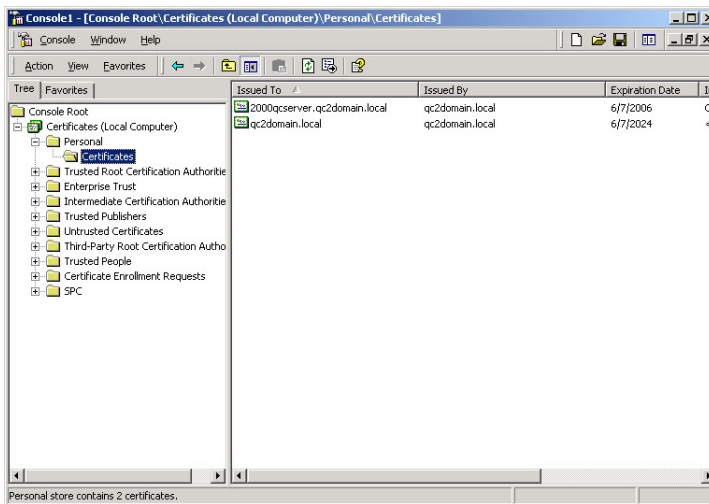 Console1 - [Console Root\Certificates (Local Computer)\Personal\Certificates]
Console Window Help
Action View Favorites
Tree Favorites
Console Root
Certificates (Local Computer)
Personal
Certificates
Trusted Root Certification Authoritie
Enterprise Trust
Intermediate Certification Authoritie
Trusted Publishers
Untrusted Certificates
Third-Party Root Certification Autho
Trusted People
Certificate Enrollment Requests
SPC
Issued To Issued By Expiration Date
2000qcserver.qc2domain.local qc2domain.local 6/7/2006
qc2domain.local qc2domain.local 6/7/2024
Personal store contains 2 certificates.